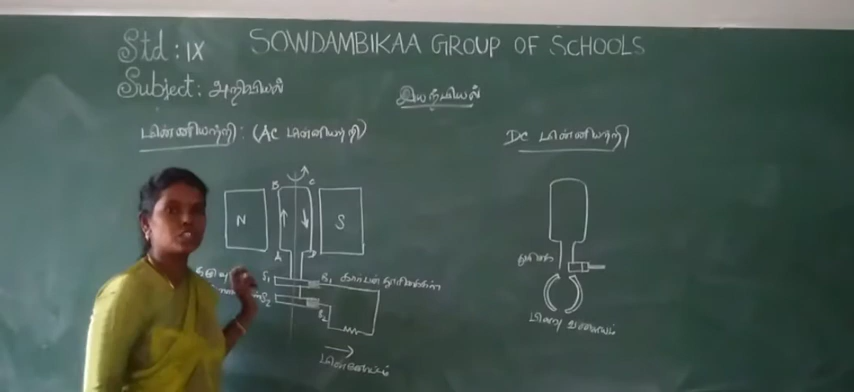 Std : IX
SOWDAMBIKAA GROUP OF SCHOOLS
Subject : அறிவியல்
இயற்பியல்
மின்னியற்றி : (AC மின்னியற்றி)
DC மின்னியற்றி
B C
N S
A
S1 B1 கார்பன் தூரிகைகள்
S2
B2
மின்னோட்டம்
தூரிகை
பிளவு வளையம்